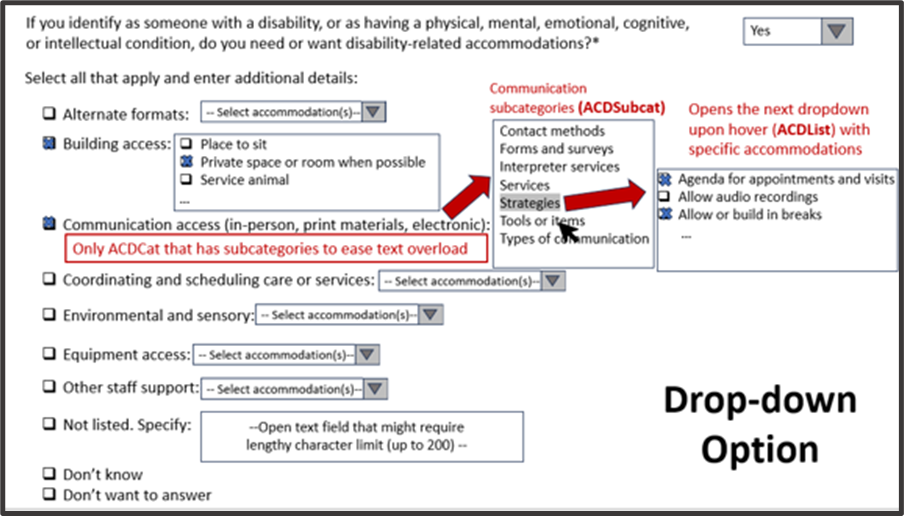 If you identify as someone with a disability, or as having a physical, mental, emotional, cognitive,
or intellectual condition, do you need or want disability-related accommodations?*
Yes
Select all that apply and enter additional details:
Alternate formats: -- Select accommodation(s)--
Building access:
Place to sit
Private space or room when possible
Service animal
...
Communication access (in-person, print materials, electronic):
Only ACDCat that has subcategories to ease text overload
Communication
subcategories (ACDSubcat)
Contact methods
Forms and surveys
Interpreter services
Services
Strategies
Tools or items
Types of communication
Opens the next dropdown
upon hover (ACDList) with
specific accommodations
Agenda for appointments and visits
Allow audio recordings
Allow or build in breaks
...
Coordinating and scheduling care or services: -- Select accommodation(s)--
Environmental and sensory: -- Select accommodation(s)--
Equipment access: -- Select accommodation(s)--
Other staff support: -- Select accommodation(s)--
Not listed. Specify:
--Open text field that might require
lengthy character limit (up to 200) --
Don't know
Don't want to answer
Drop-down
Option